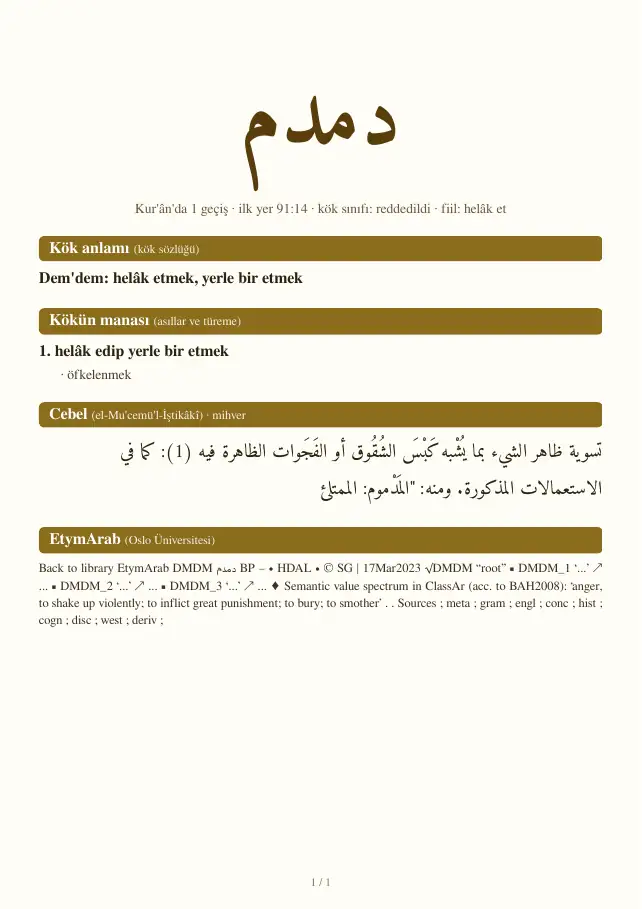 دمدم
Kur'ân'da 1 geçiş · ilk yer 91:14 · kök sınıfı: reddedildi · fiil: helâk et
Kök anlamı (kök sözlüğü)
Dem'dem: helâk etmek, yerle bir etmek
Kökün manası (asıllar ve türeme)
1. helâk edip yerle bir etmek
· öfkelenmek
Cebel (el-Mu'cemü'l-İştikâkî) · mihver
تسوية ظاهر الشيء بما يُشْبه كَبْسَ الشُقُوق أو الفَجَوات الظاهرة فيه (1): كما في
الاستعمالات المذكورة. ومنه: "المَذْموم: الممتلئ
EtymArab (Oslo Üniversitesi)
Back to library EtymArab DMDM دمدم BP – • HDAL • © SG | 17Mar2023 √DMDM “root” ▪ DMDM_1 ‘...’ ↗
... ▪ DMDM_2 ‘...’ ↗ ... ▪ DMDM_3 ‘...’ ↗ ... ♦ Semantic value spectrum in ClassAr (acc. to BAH2008): ‘anger,
to shake up violently; to inflict great punishment; to bury; to smother’ . . Sources ; meta ; gram ; engl ; conc ; hist ;
cogn ; disc ; west ; deriv ;
1 / 1